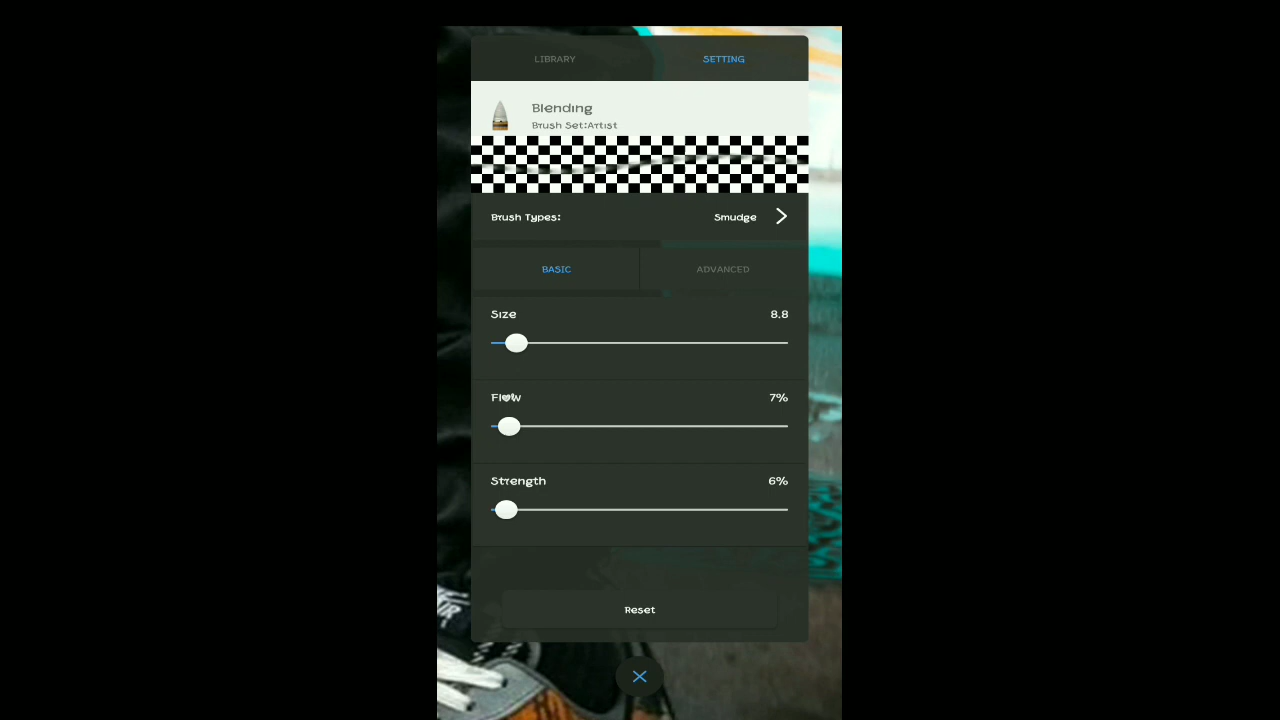 LIBRARY
SETTING
Blending
Brush Set:Artist
Brush Types:
Smudge
BASIC
ADVANCED
Size
8.8
Flow
7%
Strength
6%
Reset